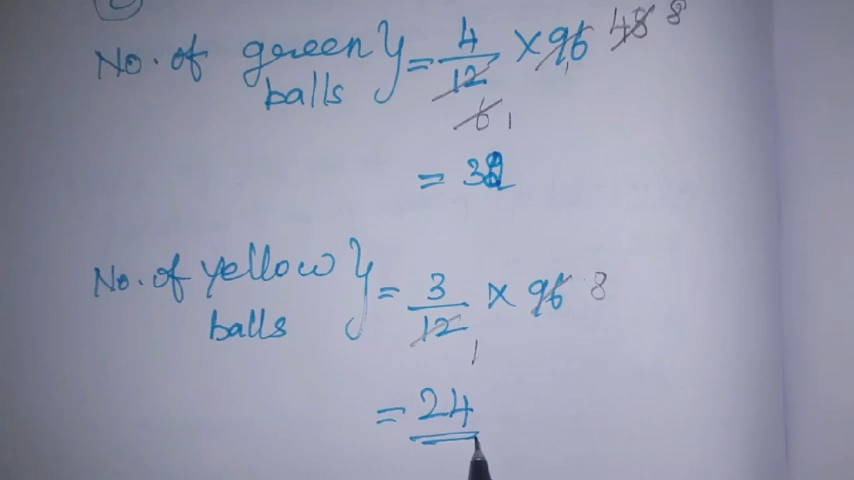 No. of green } = 4/12 × 96 48 8
balls
6 1
= 32
No. of yellow } = 3/12 × 96 8
balls
1
= 24